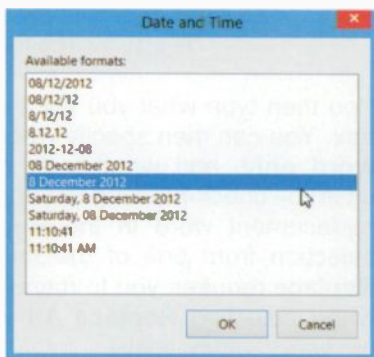 Date and Time
Available formats:
08/12/2012
08/12/12
8/12/12
8.12.12
2012-12-08
08 December 2012
8 December 2012
Saturday, 8 December 2012
Saturday, 08 December 2012
11:10:41
11:10:41 AM
OK Cancel